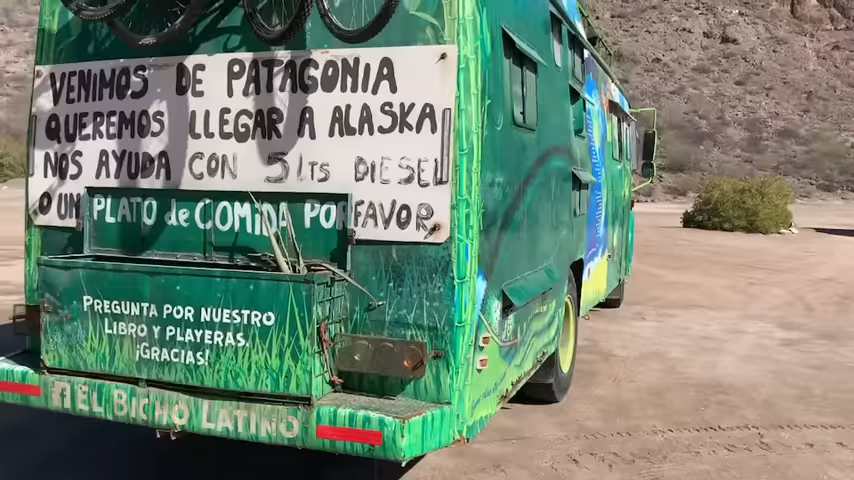 VENIMOS DE PATAGONIA
QUEREMOS LLEGAR A ALASKA
NOS AYUDA CON 5 LTS DIESEL
O UN PLATO de COMIDA POR FAVOR
PREGUNTA POR NUESTRO
LIBRO Y PLAYERAS.
¡GRACIAS!
EL BICHO LATINO